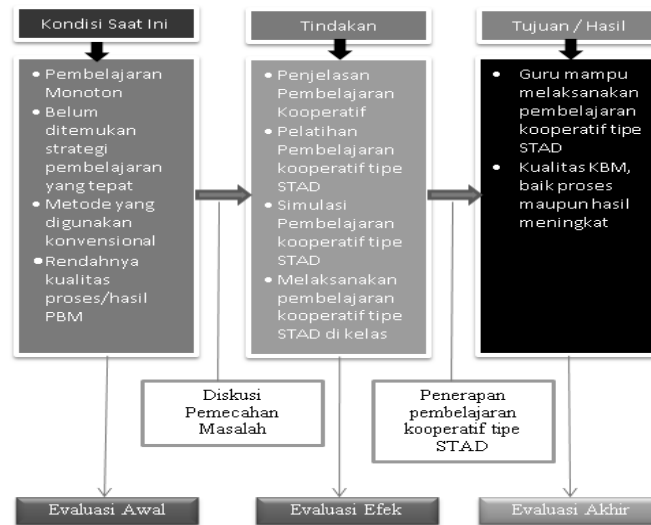 Kondisi Saat Ini
Tindakan
Tujuan / Hasil
• Pembelajaran
Monoton
• Belum
ditemukan
strategi
pembelajaran
yang tepat
• Metode yang
digunakan
konvensional
• Rendahnya
kualitas
proses/hasil
PBM
• Penjelasan
Pembelajaran
Kooperatif
• Pelatihan
Pembelajaran
kooperatif tipe
STAD
• Simulasi
Pembelajaran
kooperatif tipe
STAD
• Melaksanakan
pembelajaran
kooperatif tipe
STAD di kelas
• Guru mampu
melaksanakan
pembelajaran
kooperatif tipe
STAD
• Kualitas KBM,
baik proses
maupun hasil
meningkat
Diskusi
Pemecahan
Masalah
Penerapan
pembelajaran
kooperatif tipe
STAD
Evaluasi Awal
Evaluasi Efek
Evaluasi Akhir